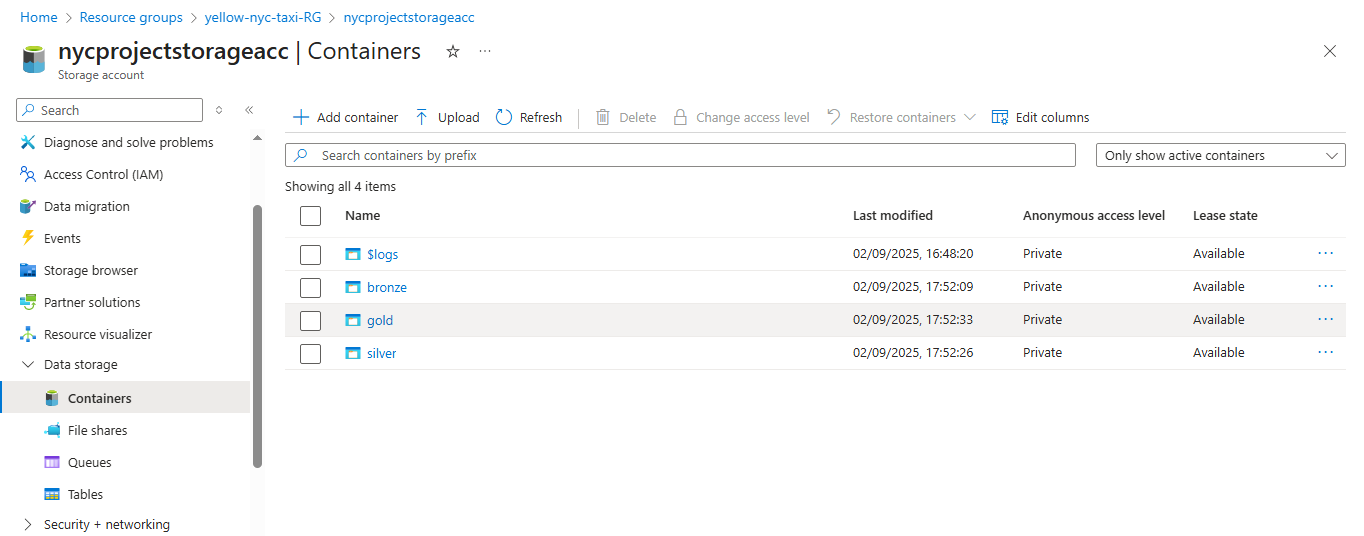 Home > Resource groups > yellow-nyc-taxi-RG > nycprojectstorageacc
nycprojectstorageacc | Containers
Storage account
Search
Diagnose and solve problems
Access Control (IAM)
Data migration
Events
Storage browser
Partner solutions
Resource visualizer
Data storage
Containers
File shares
Queues
Tables
Security + networking
Add container Upload Refresh Delete Change access level Restore containers Edit columns
Search containers by prefix Only show active containers
Showing all 4 items
Name Last modified Anonymous access level Lease state
$logs 02/09/2025, 16:48:20 Private Available
bronze 02/09/2025, 17:52:09 Private Available
gold 02/09/2025, 17:52:33 Private Available
silver 02/09/2025, 17:52:26 Private Available